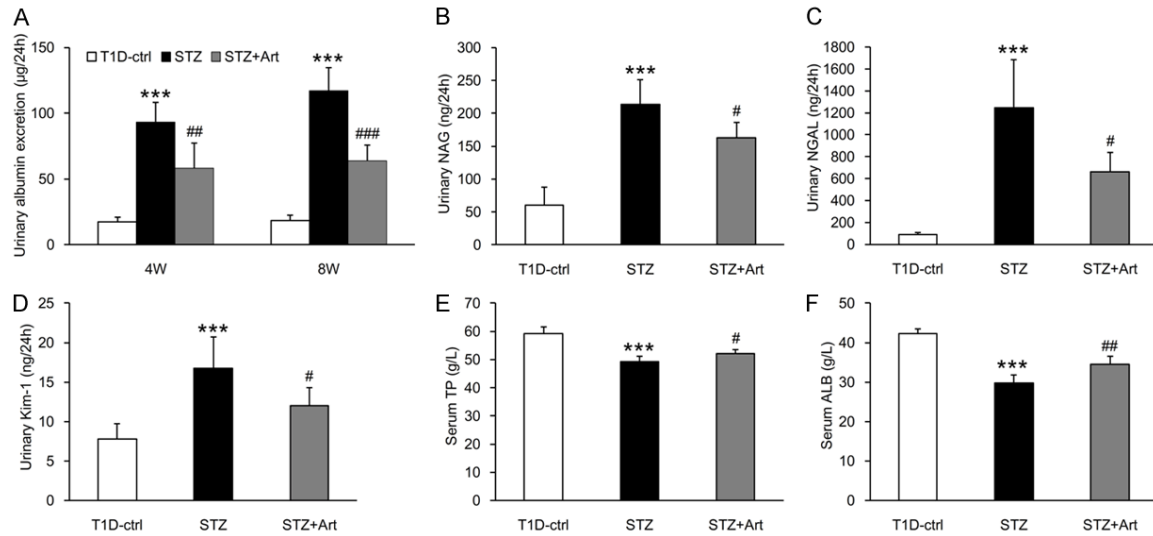 A
Urinary albumin excretion (μg/24h)
150
100
50
0
T1D-ctrl STZ STZ+Art
***
##
***
###
4W 8W
B
Urinary NAG (ng/24h)
300
250
200
150
100
50
0
***
#
T1D-ctrl STZ STZ+Art
C
Urinary NGAL (ng/24h)
1800
1600
1400
1200
1000
800
600
400
200
0
***
#
T1D-ctrl STZ STZ+Art
D
Urinary Kim-1 (ng/24h)
25
20
15
10
5
0
***
#
T1D-ctrl STZ STZ+Art
E
Serum TP (g/L)
70
60
50
40
30
20
10
0
***
#
T1D-ctrl STZ STZ+Art
F
Serum ALB (g/L)
50
40
30
20
10
0
***
##
T1D-ctrl STZ STZ+Art